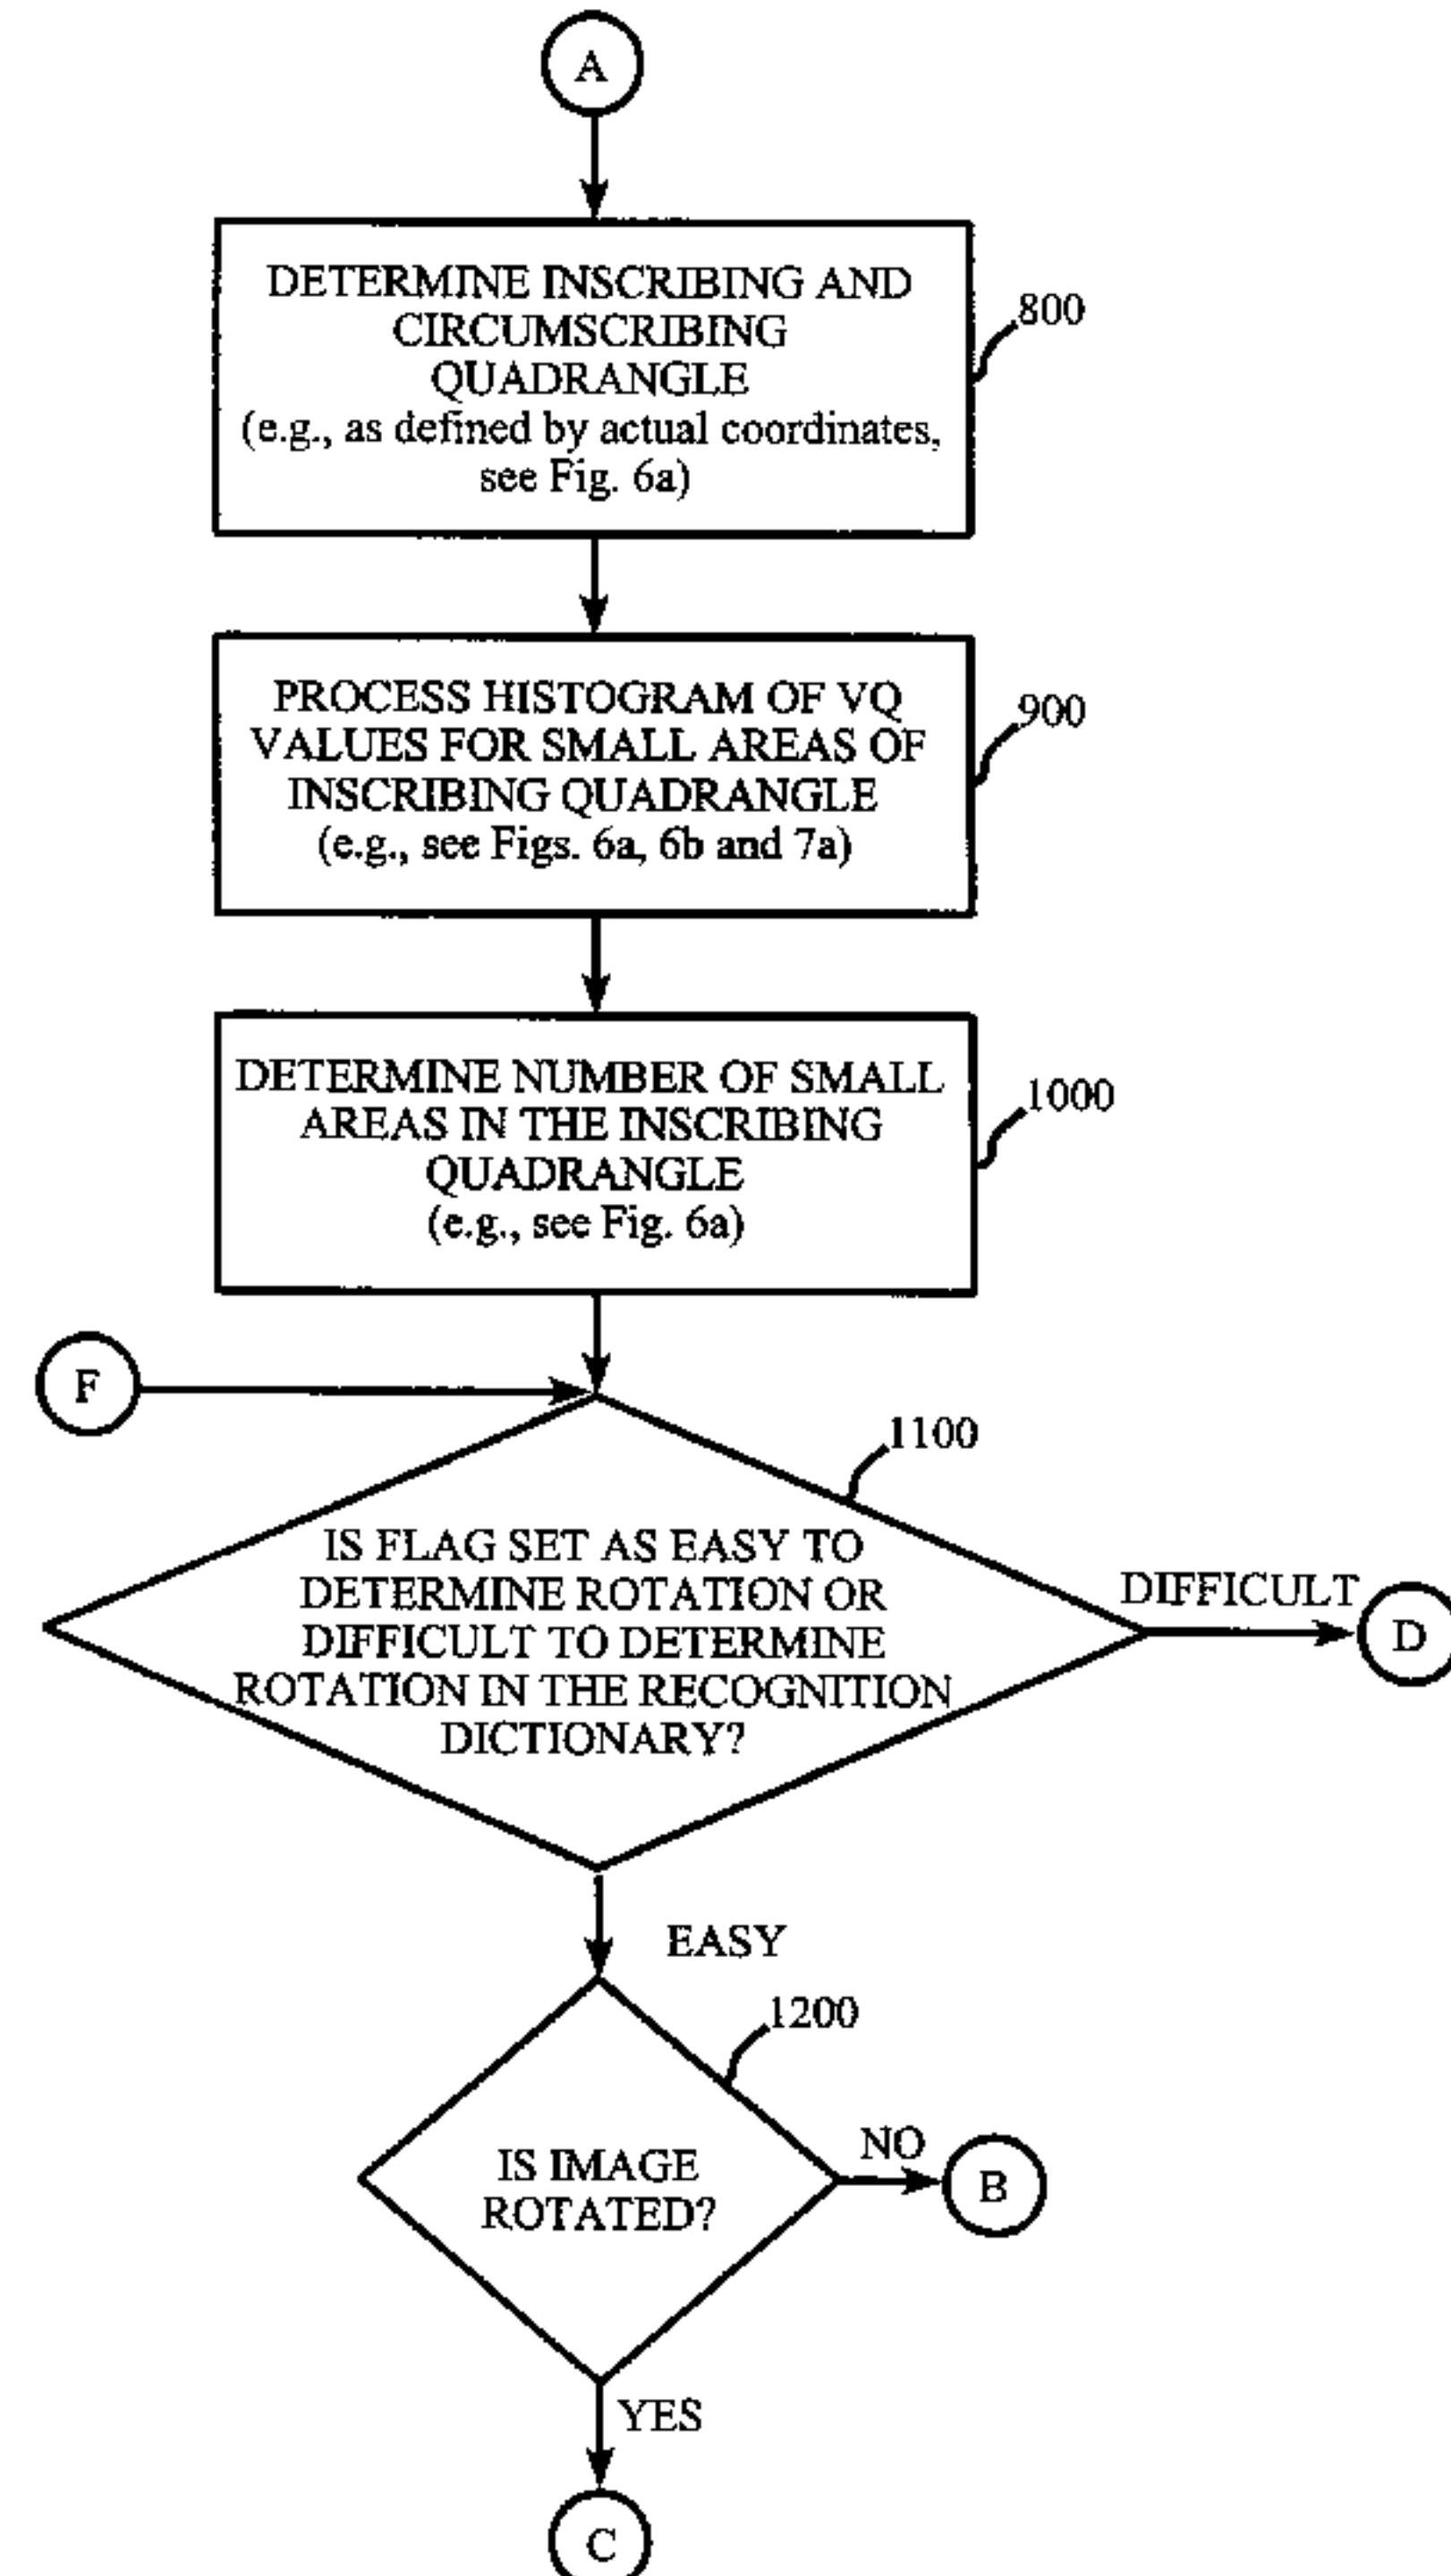 A
DETERMINE INSCRIBING AND
CIRCUMSCRIBING
QUADRANGLE
(e.g., as defined by actual coordinates,
see Fig. 6a)
800
PROCESS HISTOGRAM OF VQ
VALUES FOR SMALL AREAS OF
INSCRIBING QUADRANGLE
(e.g., see Figs. 6a, 6b and 7a)
900
DETERMINE NUMBER OF SMALL
AREAS IN THE INSCRIBING
QUADRANGLE
(e.g., see Fig. 6a)
1000
F
1100
IS FLAG SET AS EASY TO
DETERMINE ROTATION OR
DIFFICULT TO DETERMINE
ROTATION IN THE RECOGNITION
DICTIONARY?
DIFFICULT
D
EASY
1200
IS IMAGE
ROTATED?
NO
B
YES
C